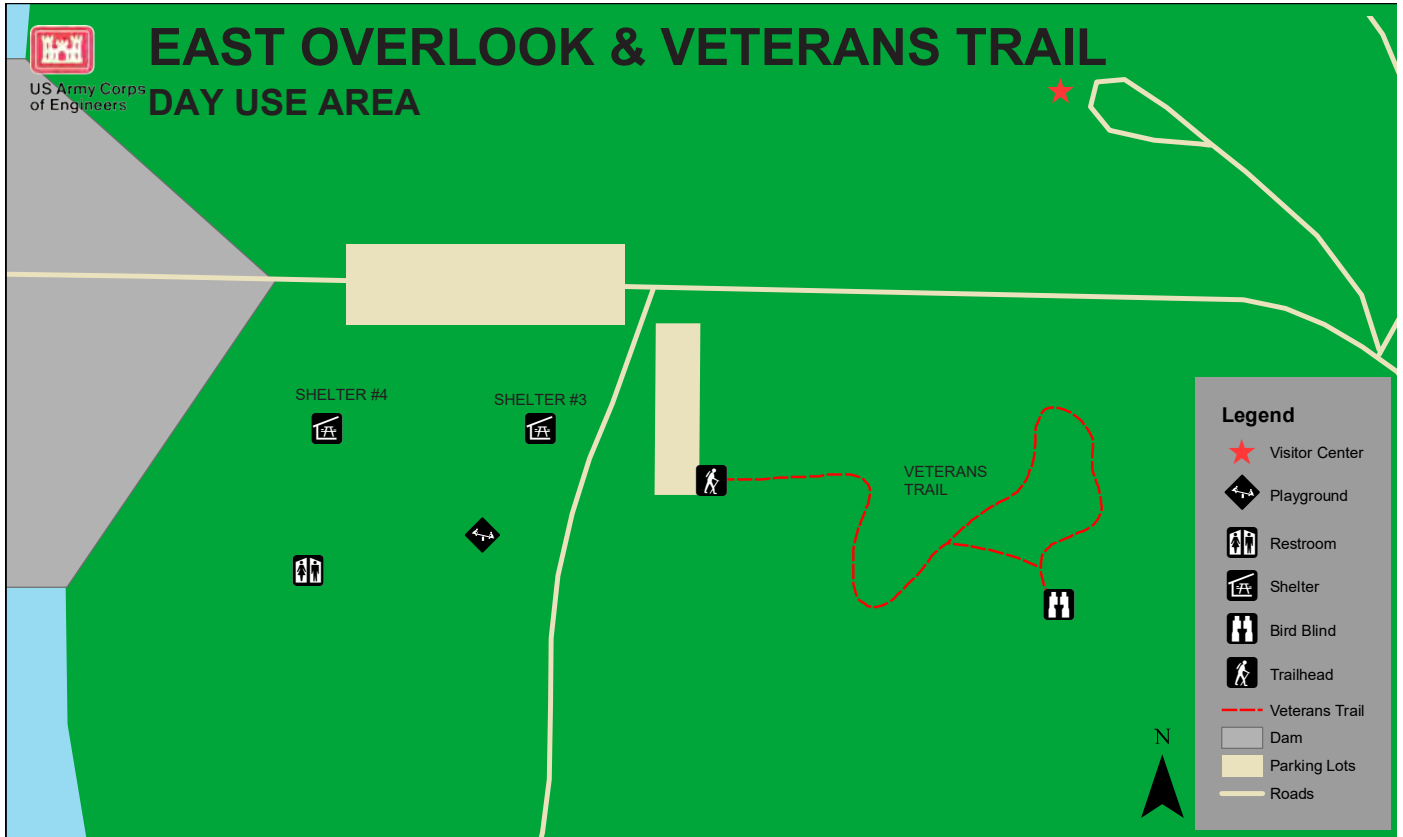 EAST OVERLOOK & VETERANS TRAIL
US Army Corps
of Engineers
DAY USE AREA
SHELTER #4
SHELTER #3
VETERANS
TRAIL
Legend
Visitor Center
Playground
Restroom
Shelter
Bird Blind
Trailhead
Veterans Trail
Dam
Parking Lots
Roads
N